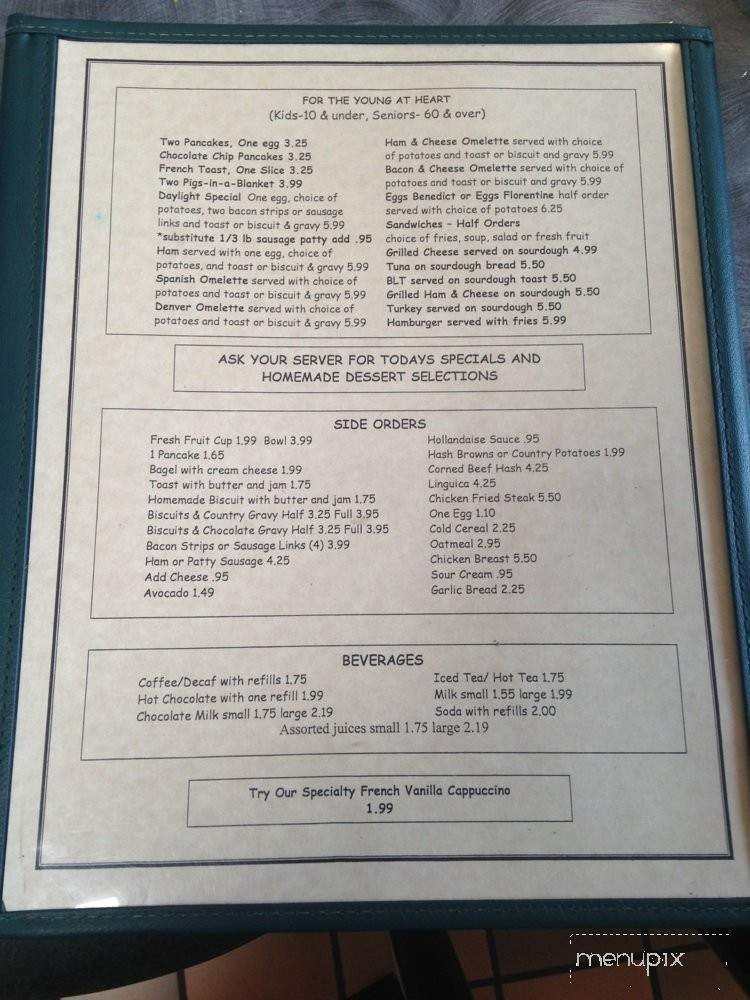 FOR THE YOUNG AT HEART
(Kids-10 & under, Seniors- 60 & over)
Two Pancakes, One egg 3.25
Chocolate Chip Pancakes 3.25
French Toast, One Slice 3.25
Two Pigs-in-a-Blanket 3.99
Daylight Special One egg, choice of
potatoes, two bacon strips or sausage
links and toast or biscuit & gravy 5.99
*substitute 1/3 lb sausage patty add .95
Ham served with one egg, choice of
potatoes, and toast or biscuit & gravy 5.99
Spanish Omelette served with choice of
potatoes and toast or biscuit & gravy 5.99
Denver Omelette served with choice of
potatoes and toast or biscuit & gravy 5.99
Ham & Cheese Omelette served with choice
of potatoes and toast or biscuit and gravy 5.99
Bacon & Cheese Omelette served with choice of
potatoes and toast or biscuit and gravy 5.99
Eggs Benedict or Eggs Florentine half order
served with choice of potatoes 6.25
Sandwiches - Half Orders
choice of fries, soup, salad or fresh fruit
Grilled Cheese served on sourdough 4.99
Tuna on sourdough bread 5.50
BLT served on sourdough toast 5.50
Grilled Ham & Cheese on sourdough 5.50
Turkey served on sourdough 5.50
Hamburger served with fries 5.99
ASK YOUR SERVER FOR TODAYS SPECIALS AND
HOMEMADE DESSERT SELECTIONS
SIDE ORDERS
Fresh Fruit Cup 1.99 Bowl 3.99
1 Pancake 1.65
Bagel with cream cheese 1.99
Toast with butter and jam 1.75
Homemade Biscuit with butter and jam 1.75
Biscuits & Country Gravy Half 3.25 Full 3.95
Biscuits & Chocolate Gravy Half 3.25 Full 3.95
Bacon Strips or Sausage Links (4) 3.99
Ham or Patty Sausage 4.25
Add Cheese .95
Avocado 1.49
Hollandaise Sauce .95
Hash Browns or Country Potatoes 1.99
Corned Beef Hash 4.25
Linguica 4.25
Chicken Fried Steak 5.50
One Egg 1.10
Cold Cereal 2.25
Oatmeal 2.95
Chicken Breast 5.50
Sour Cream .95
Garlic Bread 2.25
BEVERAGES
Coffee/Decaf with refills 1.75
Hot Chocolate with one refill 1.99
Chocolate Milk small 1.75 large 2.19
Iced Tea/ Hot Tea 1.75
Milk small 1.55 large 1.99
Soda with refills 2.00
Assorted juices small 1.75 large 2.19
Try Our Specialty French Vanilla Cappuccino
1.99
menupix